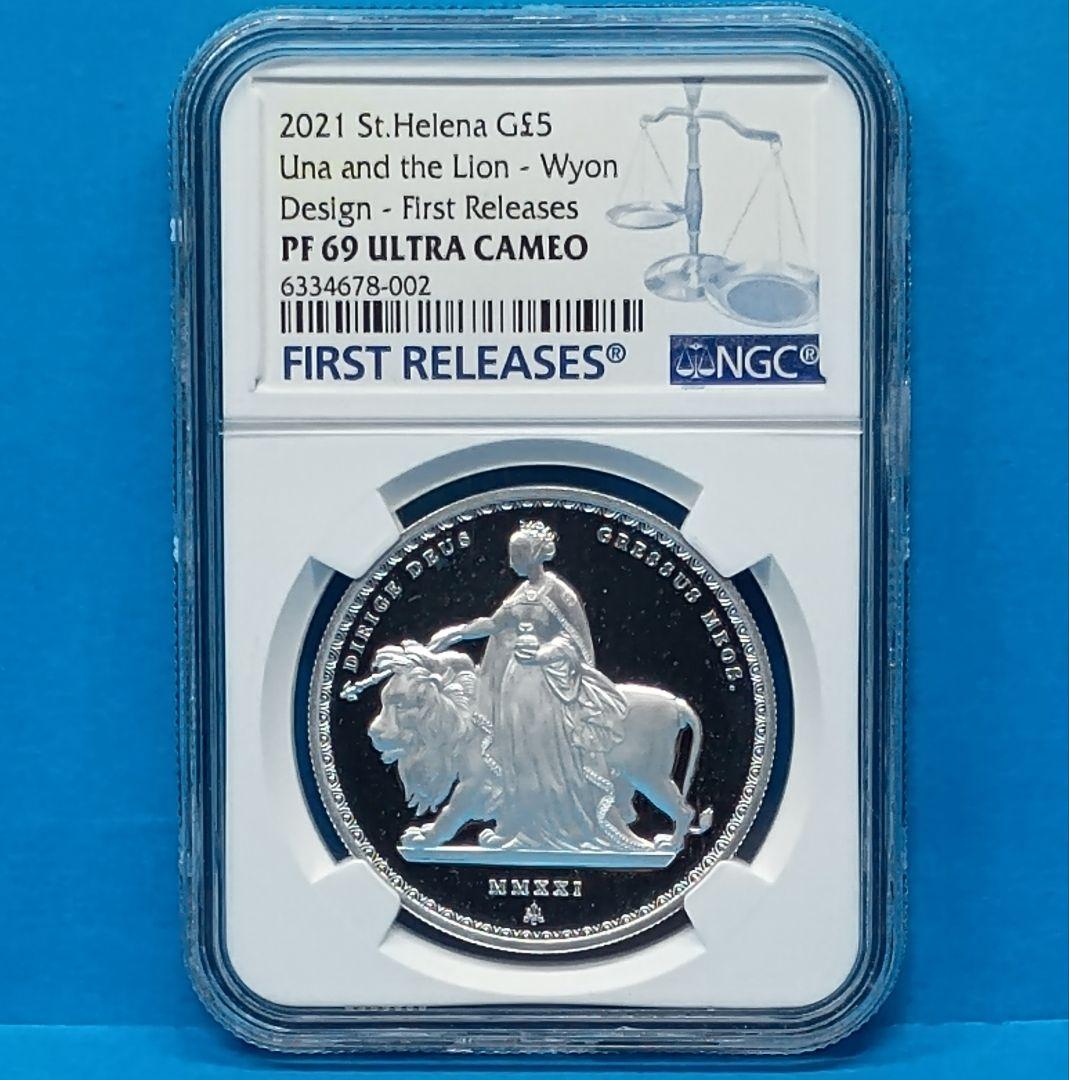 2021 St.Helena G£5
Una and the Lion - Wyon
Design - First Releases
PF 69 ULTRA CAMEO
6334678-002
FIRST RELEASES®
NGC®
DIRIGE DEUS GRESSUS MEOS.
MMXXI